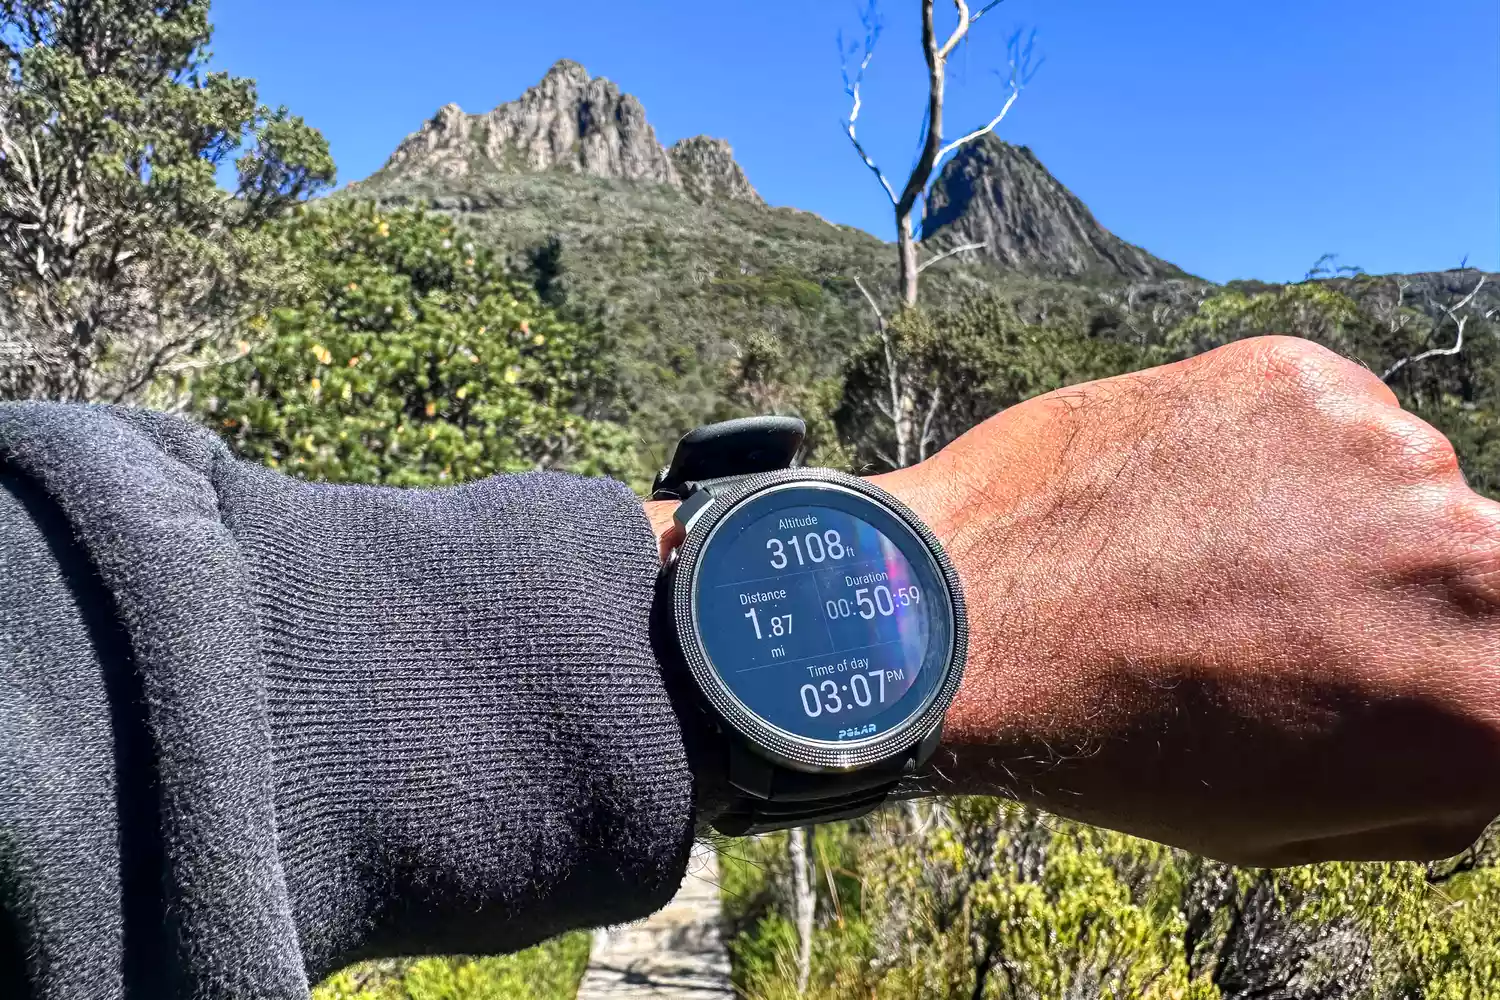 Altitude
3108ft
Distance
1.87
mi
Duration
00:50:59
Time of day
03:07PM
POLAR